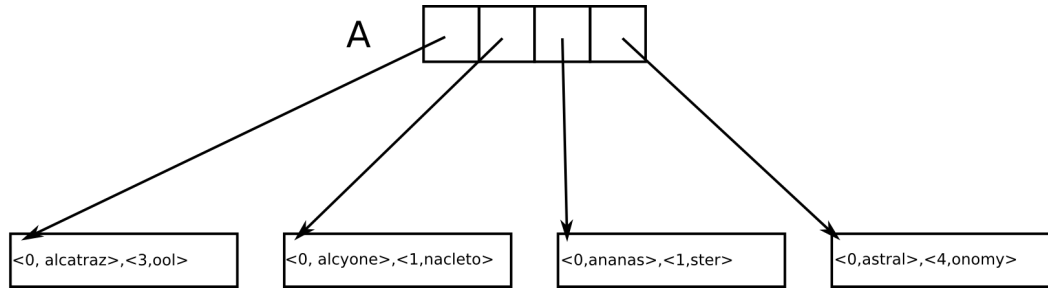 A
<0, alcatraz>,<3,ool>
<0, alcyone>,<1,nacleto>
<0,ananas>,<1,ster>
<0,astral>,<4,onomy>